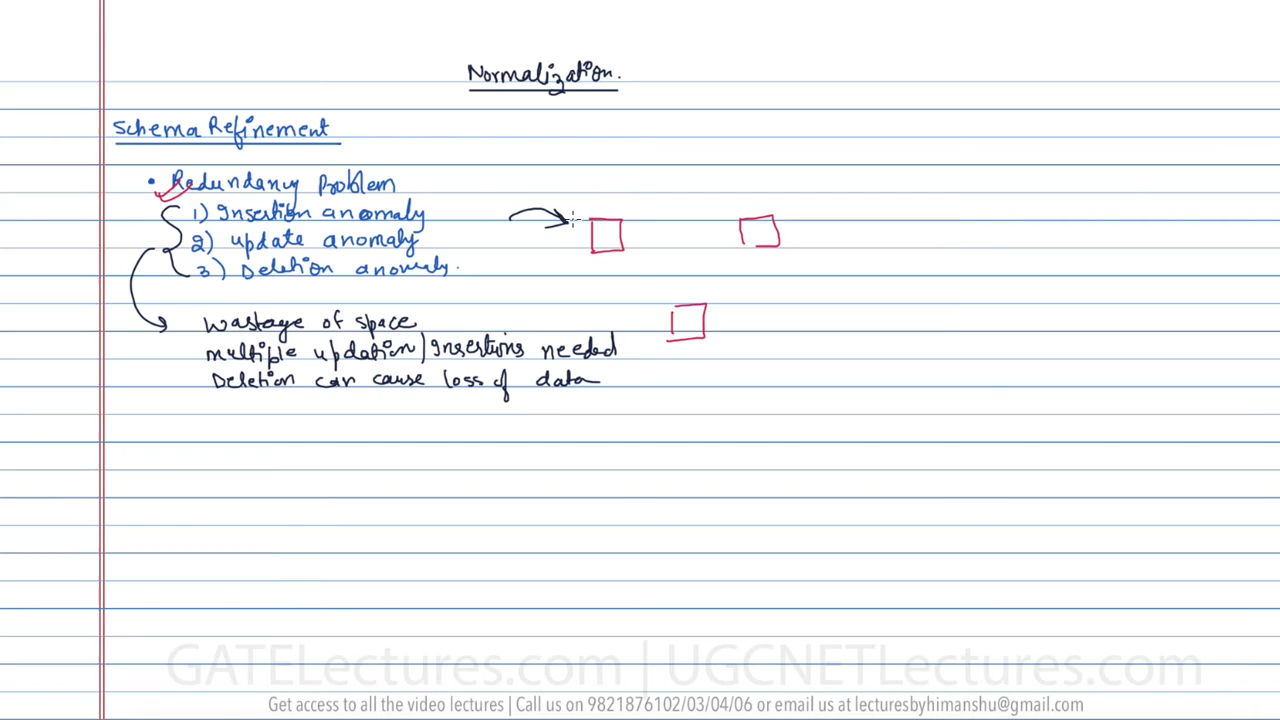 Normalization.
Schema Refinement
• Redundancy Problem
1) Insertion anomaly
2) update anomaly
3) Deletion anomaly.
wastage of space
multiple updation / Insertions needed
Deletion can cause loss of data
GATELectures.com | UGCNETLectures.com
Get access to all the video lectures | Call us on 9821876102/03/04/06 or email us at lecturesbyhimanshu@gmail.com